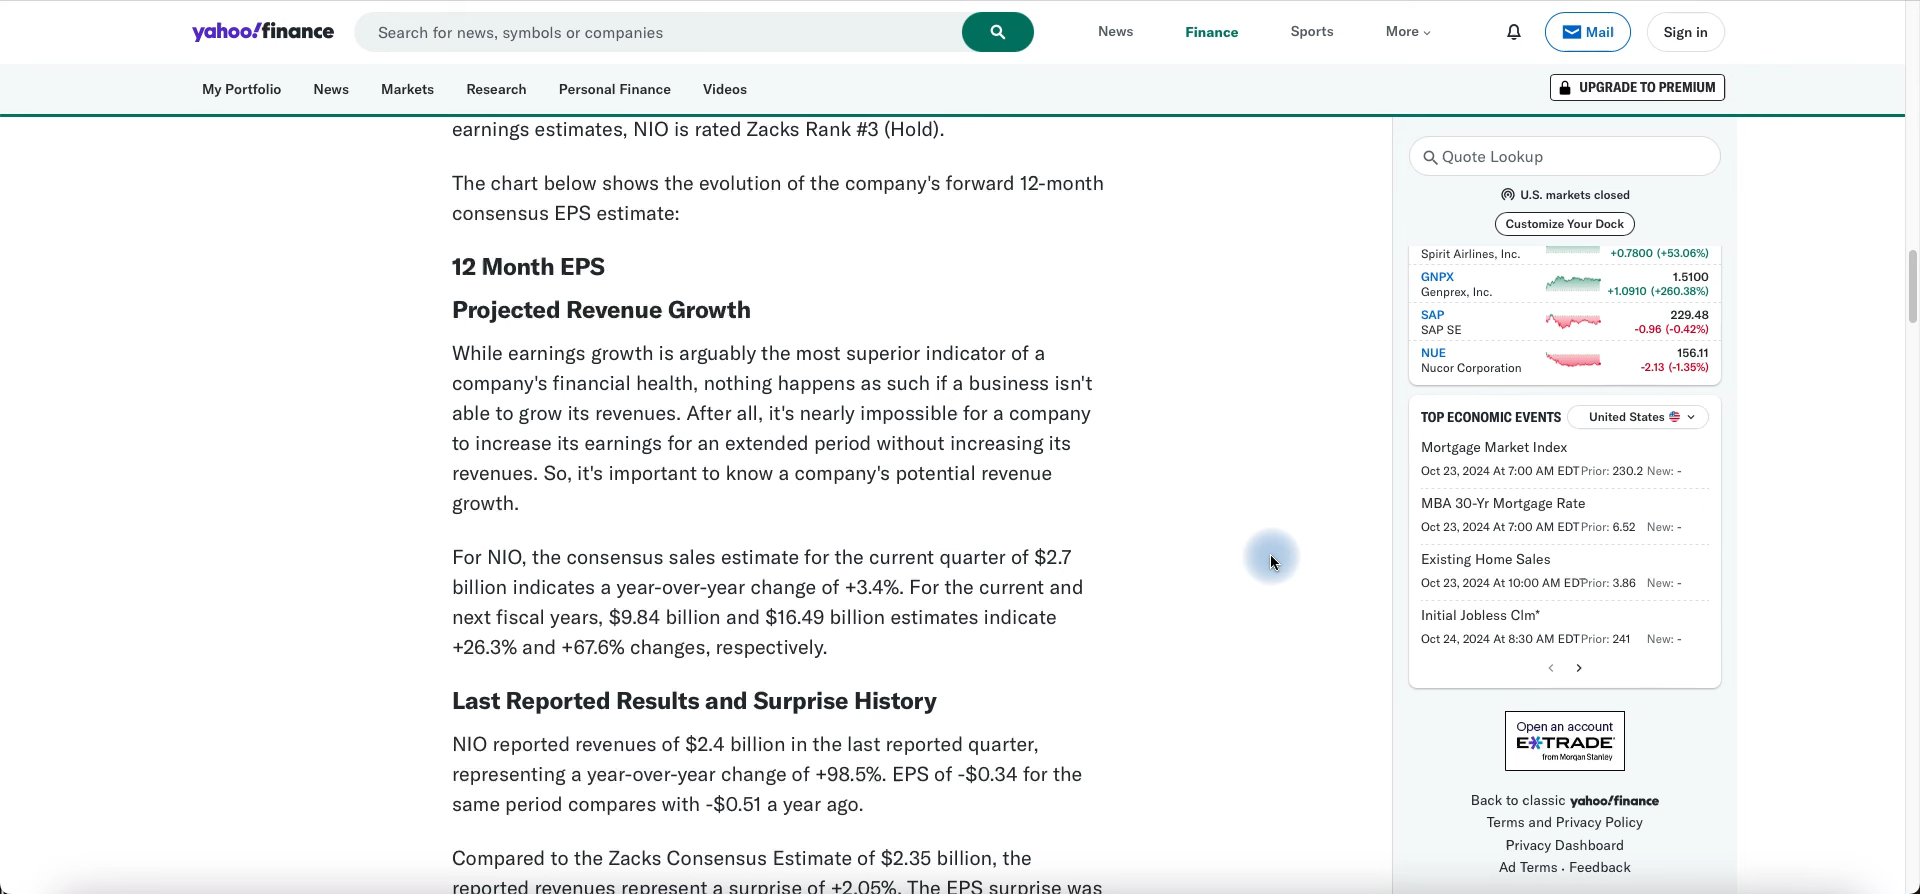 yahoo!finance
Search for news, symbols or companies
News
Finance
Sports
More
Mail
Sign in
My Portfolio
News
Markets
Research
Personal Finance
Videos
UPGRADE TO PREMIUM
earnings estimates, NIO is rated Zacks Rank #3 (Hold).
The chart below shows the evolution of the company's forward 12-month
consensus EPS estimate:
12 Month EPS
Projected Revenue Growth
While earnings growth is arguably the most superior indicator of a
company's financial health, nothing happens as such if a business isn't
able to grow its revenues. After all, it's nearly impossible for a company
to increase its earnings for an extended period without increasing its
revenues. So, it's important to know a company's potential revenue
growth.
For NIO, the consensus sales estimate for the current quarter of $2.7
billion indicates a year-over-year change of +3.4%. For the current and
next fiscal years, $9.84 billion and $16.49 billion estimates indicate
+26.3% and +67.6% changes, respectively.
Last Reported Results and Surprise History
NIO reported revenues of $2.4 billion in the last reported quarter,
representing a year-over-year change of +98.5%. EPS of -$0.34 for the
same period compares with -$0.51 a year ago.
Compared to the Zacks Consensus Estimate of $2.35 billion, the
reported revenues represent a surprise of +2.05%. The EPS surprise was
Quote Lookup
U.S. markets closed
Customize Your Dock
Spirit Airlines, Inc. +0.7800 (+53.06%)
GNPX 1.5100
Genprex, Inc. +1.0910 (+260.38%)
SAP 229.48
SAP SE -0.96 (-0.42%)
NUE 156.11
Nucor Corporation -2.13 (-1.35%)
TOP ECONOMIC EVENTS United States
Mortgage Market Index
Oct 23, 2024 At 7:00 AM EDT Prior: 230.2 New: -
MBA 30-Yr Mortgage Rate
Oct 23, 2024 At 7:00 AM EDT Prior: 6.52 New: -
Existing Home Sales
Oct 23, 2024 At 10:00 AM EDT Prior: 3.86 New: -
Initial Jobless Clm*
Oct 24, 2024 At 8:30 AM EDT Prior: 241 New: -
Open an account
E*TRADE
from Morgan Stanley
Back to classic yahoo!finance
Terms and Privacy Policy
Privacy Dashboard
Ad Terms · Feedback